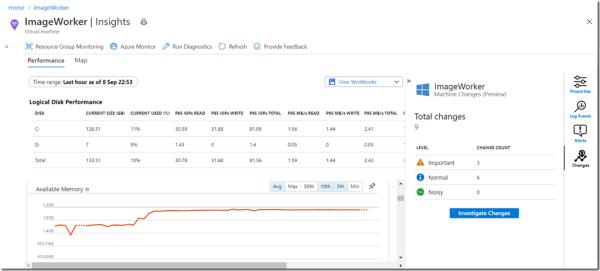 Home > ImageWorker
ImageWorker | Insights
Virtual machine
Resource Group Monitoring Azure Monitor Run Diagnostics Refresh Provide Feedback
Performance Map
Time range: Last hour as of 8 Sep 22:53
View Workbooks
Logical Disk Performance
DISK CURRENT SIZE (GB) CURRENT USED (%) P95 IOPs READ P95 IOPs WRITE P95 IOPs TOTAL P95 MB/s READ P95 MB/s WRITE P95 MB/s TOTAL
C: 126.51 11% 30.59 31.68 81.09 1.56 1.44 2.41
D: 7 9% 1.43 0 1.6 0.05 0 0.05
Total 133.51 10% 30.78 31.68 81.56 1.59 1.44 2.42
Available Memory
Avg Max 50th 10th 5th Min
ImageWorker
Machine Changes (Preview)
Total changes
9
LEVEL CHANGE COUNT
Important 3
Normal 6
Noisy 0
Investigate Changes
Properties
Log Events
Alerts
Changes